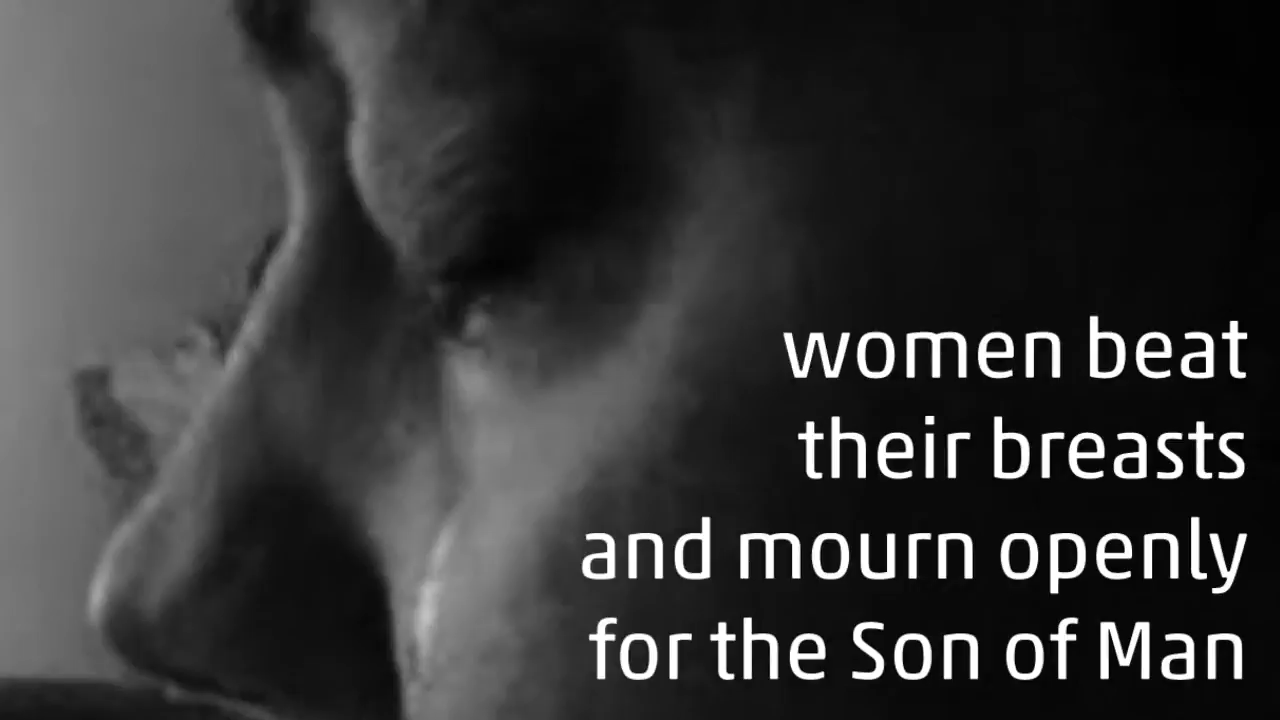 women beat
their breasts
and mourn openly
for the Son of Man